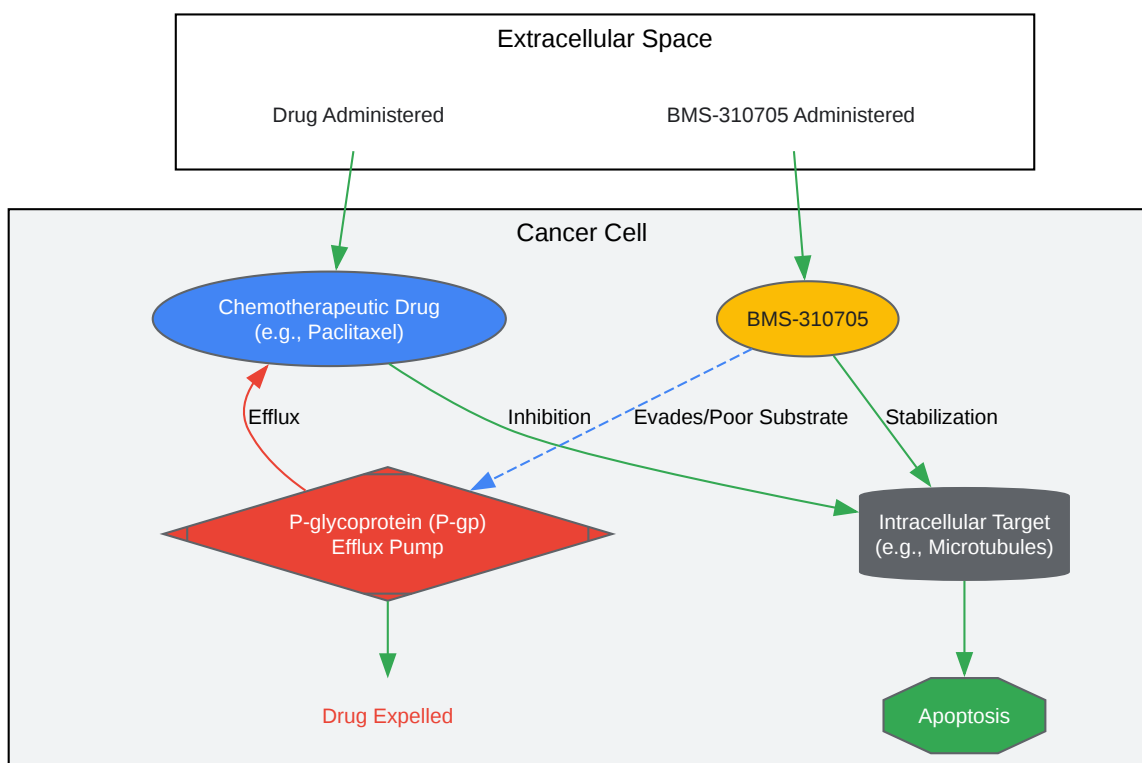 Extracellular Space
Drug Administered
BMS-310705 Administered
Cancer Cell
Chemotherapeutic Drug
(e.g., Paclitaxel)
BMS-310705
Efflux
Inhibition
Evades/Poor Substrate
Stabilization
P-glycoprotein (P-gp)
Efflux Pump
Intracellular Target
(e.g., Microtubules)
Drug Expelled
Apoptosis